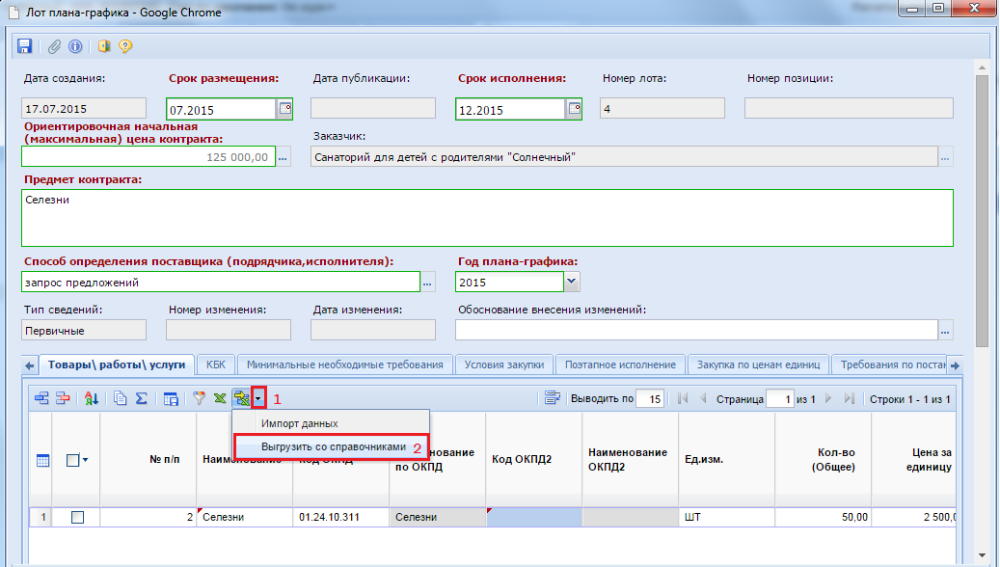 Лот плана-графика - Google Chrome
Дата создания: Срок размещения: Дата публикации: Срок исполнения: Номер лота: Номер позиции:
17.07.2015 07.2015 12.2015 4
Ориентировочная начальная
(максимальная) цена контракта: Заказчик:
125 000,00 ... Санаторий для детей с родителями "Солнечный" ...
Предмет контракта:
Селезни
Способ определения поставщика (подрядчика,исполнителя): Год плана-графика:
запрос предложений ... 2015
Тип сведений: Номер изменения: Дата изменения: Обоснование внесения изменений:
Первичные ...
Товары\ работы\ услуги КБК Минимальные необходимые требования Условия закупки Поэтапное исполнение Закупка по ценам единиц Требования по постан
1 Выводить по 15 Страница 1 из 1 Строки 1 - 1 из 1
Импорт данных
Выгрузить со справочниками 2
№ п/п Наименование Код ОКПД нование
по ОКПД Код ОКПД2 Наименование
ОКПД2 Ед.изм. Кол-во
(Общее) Цена за
единицу
1 2 Селезни 01.24.10.311 Селезни ШТ 50,00 2 500,0